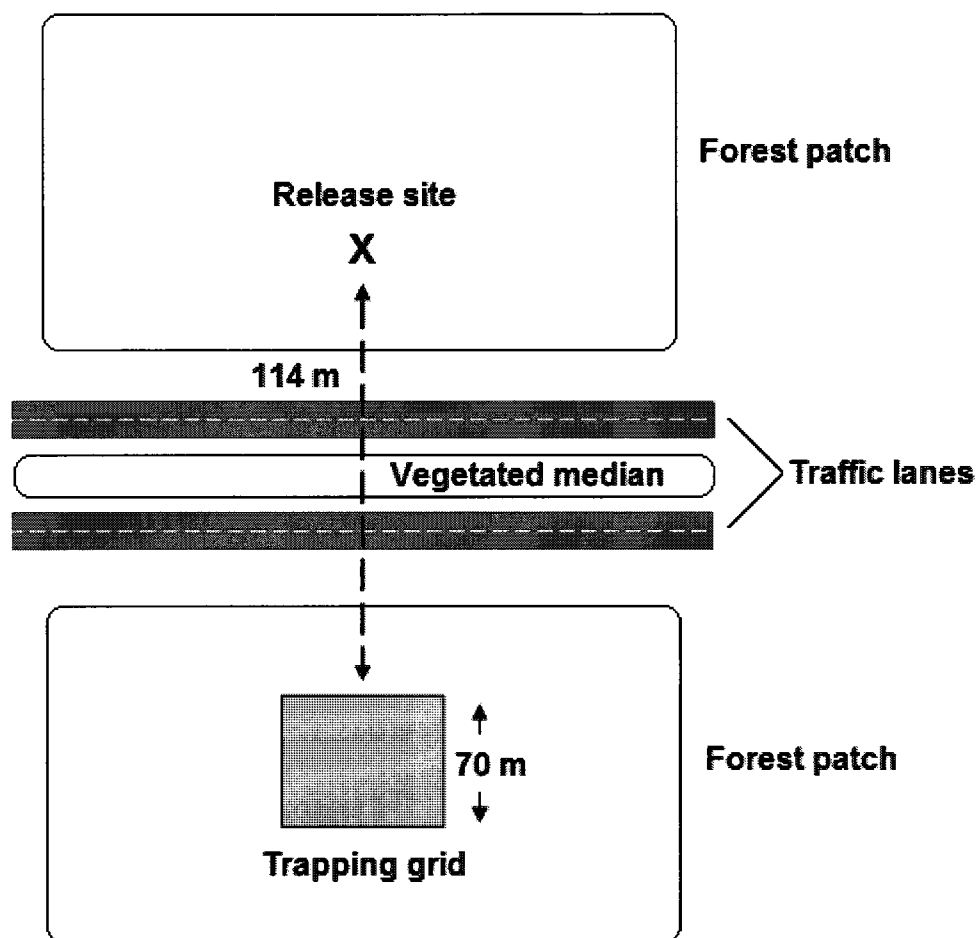 Forest patch
Release site
X
114 m
Vegetated median
Traffic lanes
70 m
Forest patch
Trapping grid